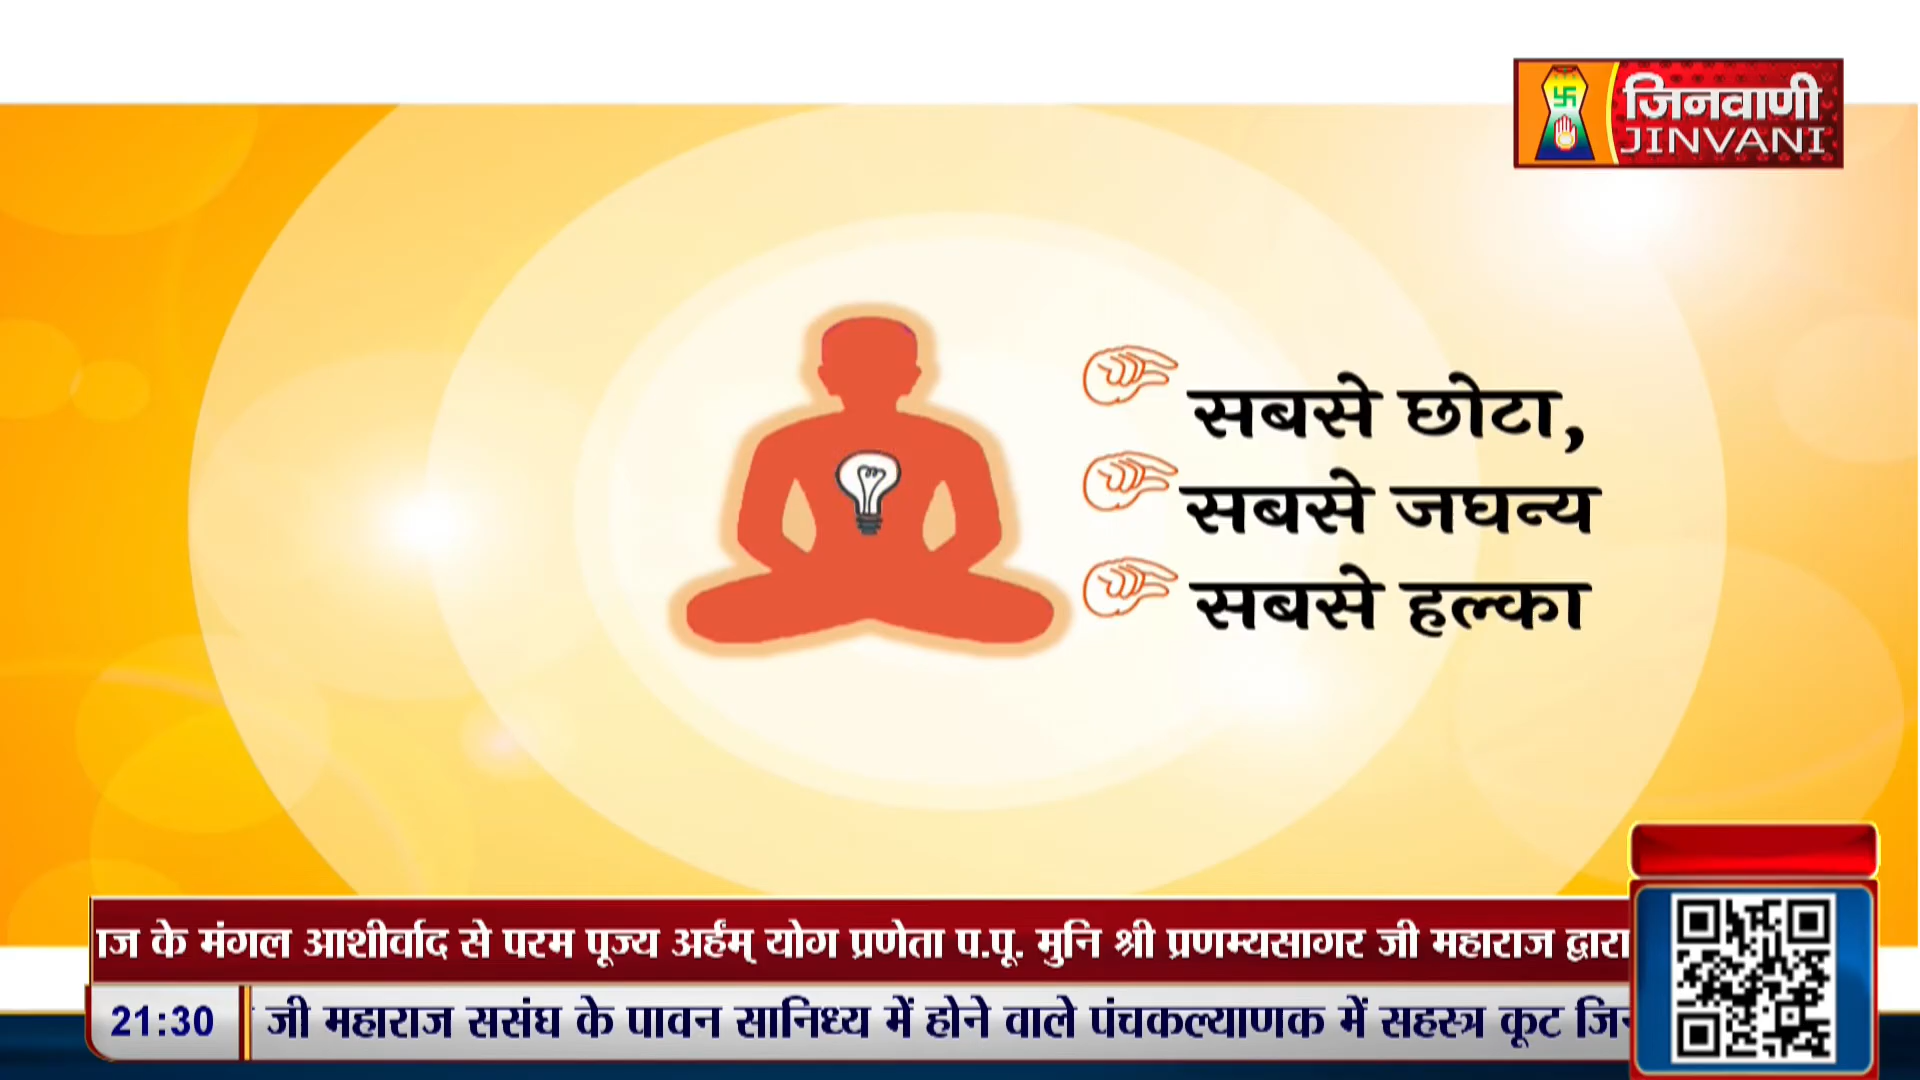 जिनवाणी
JINVANI
सबसे छोटा,
सबसे जघन्य
सबसे हल्का
के मंगल आशीर्वाद से परम पूज्य अर्हंम् योग प्रणेता प.पू. मुनि श्री प्रणम्यसागर जी महाराज द्वारा
21:30
जी महाराज ससंघ के पावन सानिध्य में होने वाले पंचकल्याणक में सहस्त्र कूट